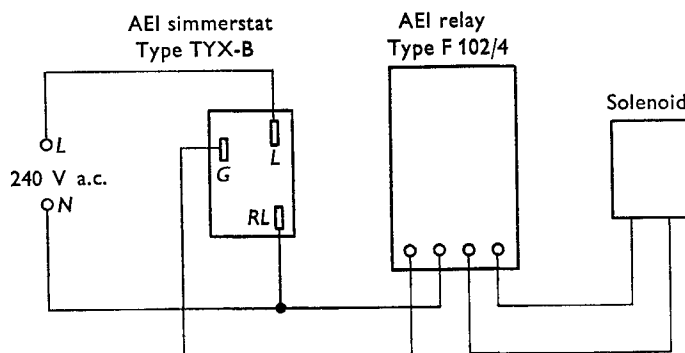 AEI simmerstat
Type TYX-B
AEI relay
Type F 102/4
Solenoid
L
240 V a.c.
N
L
G
RL